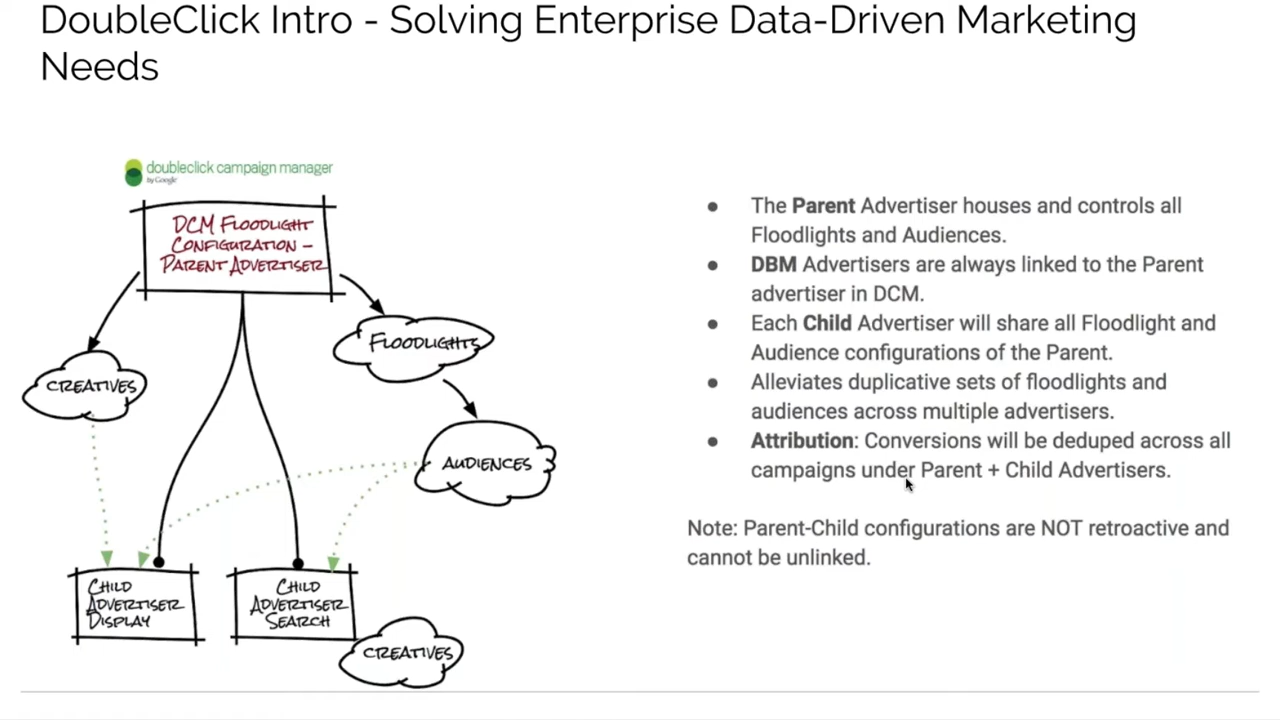 DoubleClick Intro - Solving Enterprise Data-Driven Marketing
Needs
doubleclick campaign manager
by Google
DCM FLOODLIGHT
CONFIGURATION –
PARENT ADVERTISER
FLOODLIGHTS
CREATIVES
AUDIENCES
CHILD
ADVERTISER
DISPLAY
CHILD
ADVERTISER
SEARCH
CREATIVES
● The Parent Advertiser houses and controls all
Floodlights and Audiences.
● DBM Advertisers are always linked to the Parent
advertiser in DCM.
● Each Child Advertiser will share all Floodlight and
Audience configurations of the Parent.
● Alleviates duplicative sets of floodlights and
audiences across multiple advertisers.
● Attribution: Conversions will be deduped across all
campaigns under Parent + Child Advertisers.
Note: Parent-Child configurations are NOT retroactive and
cannot be unlinked.